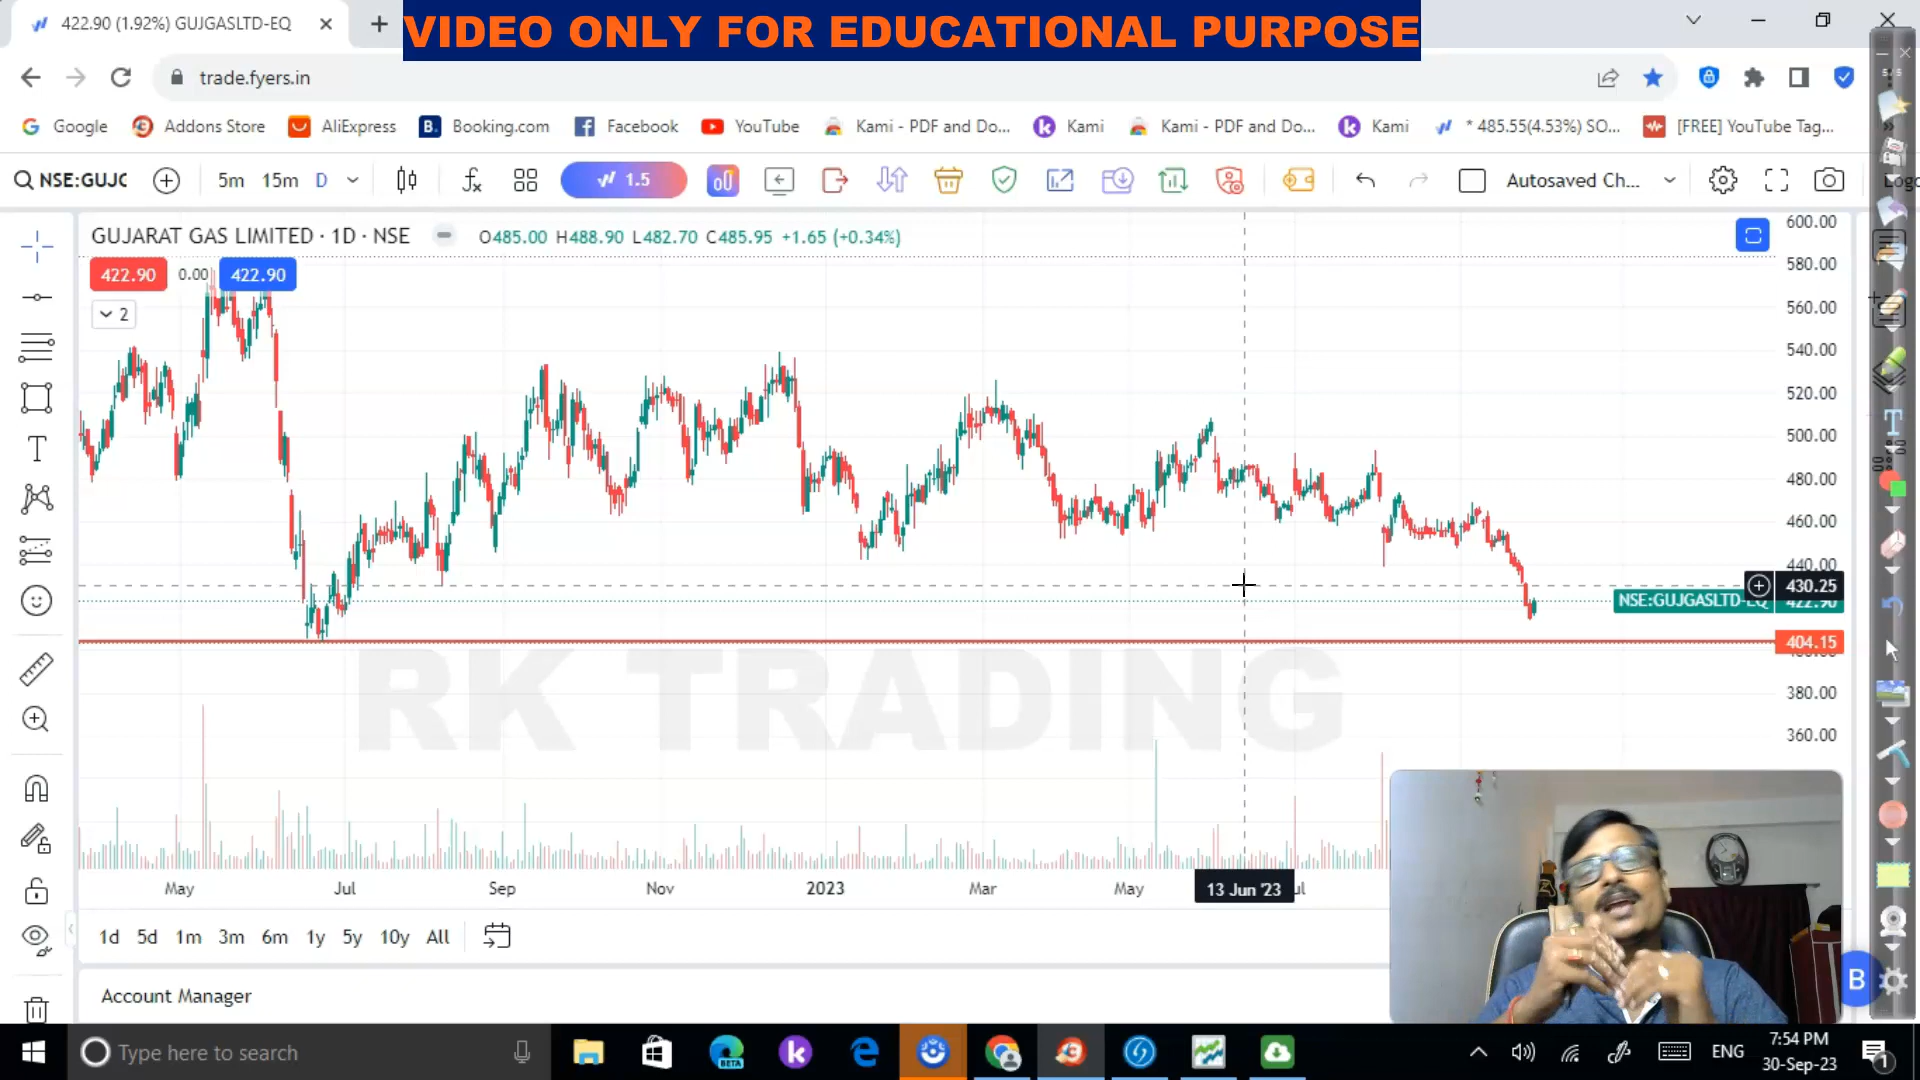 422.90 (1.92%) GUJGASLTD-EQ
VIDEO ONLY FOR EDUCATIONAL PURPOSE
trade.fyers.in
Google
Addons Store
AliExpress
Booking.com
Facebook
YouTube
Kami - PDF and Do...
Kami
Kami - PDF and Do...
Kami
* 485.55(4.53%) SO...
[FREE] YouTube Tag...
NSE:GUJG
5m
15m
D
1.5
Autosaved Ch...
GUJARAT GAS LIMITED · 1D · NSE
O485.00 H488.90 L482.70 C485.95 +1.65 (+0.34%)
422.90
0.00
422.90
2
600.00
580.00
560.00
540.00
520.00
500.00
480.00
460.00
440.00
430.25
NSE:GUJGASLTD-EQ
422.90
404.15
380.00
360.00
RK TRADING
May
Jul
Sep
Nov
2023
Mar
May
13 Jun '23
1d
5d
1m
3m
6m
1y
5y
10y
All
Account Manager
B
Type here to search
BETA
ENG
7:54 PM
30-Sep-23
1